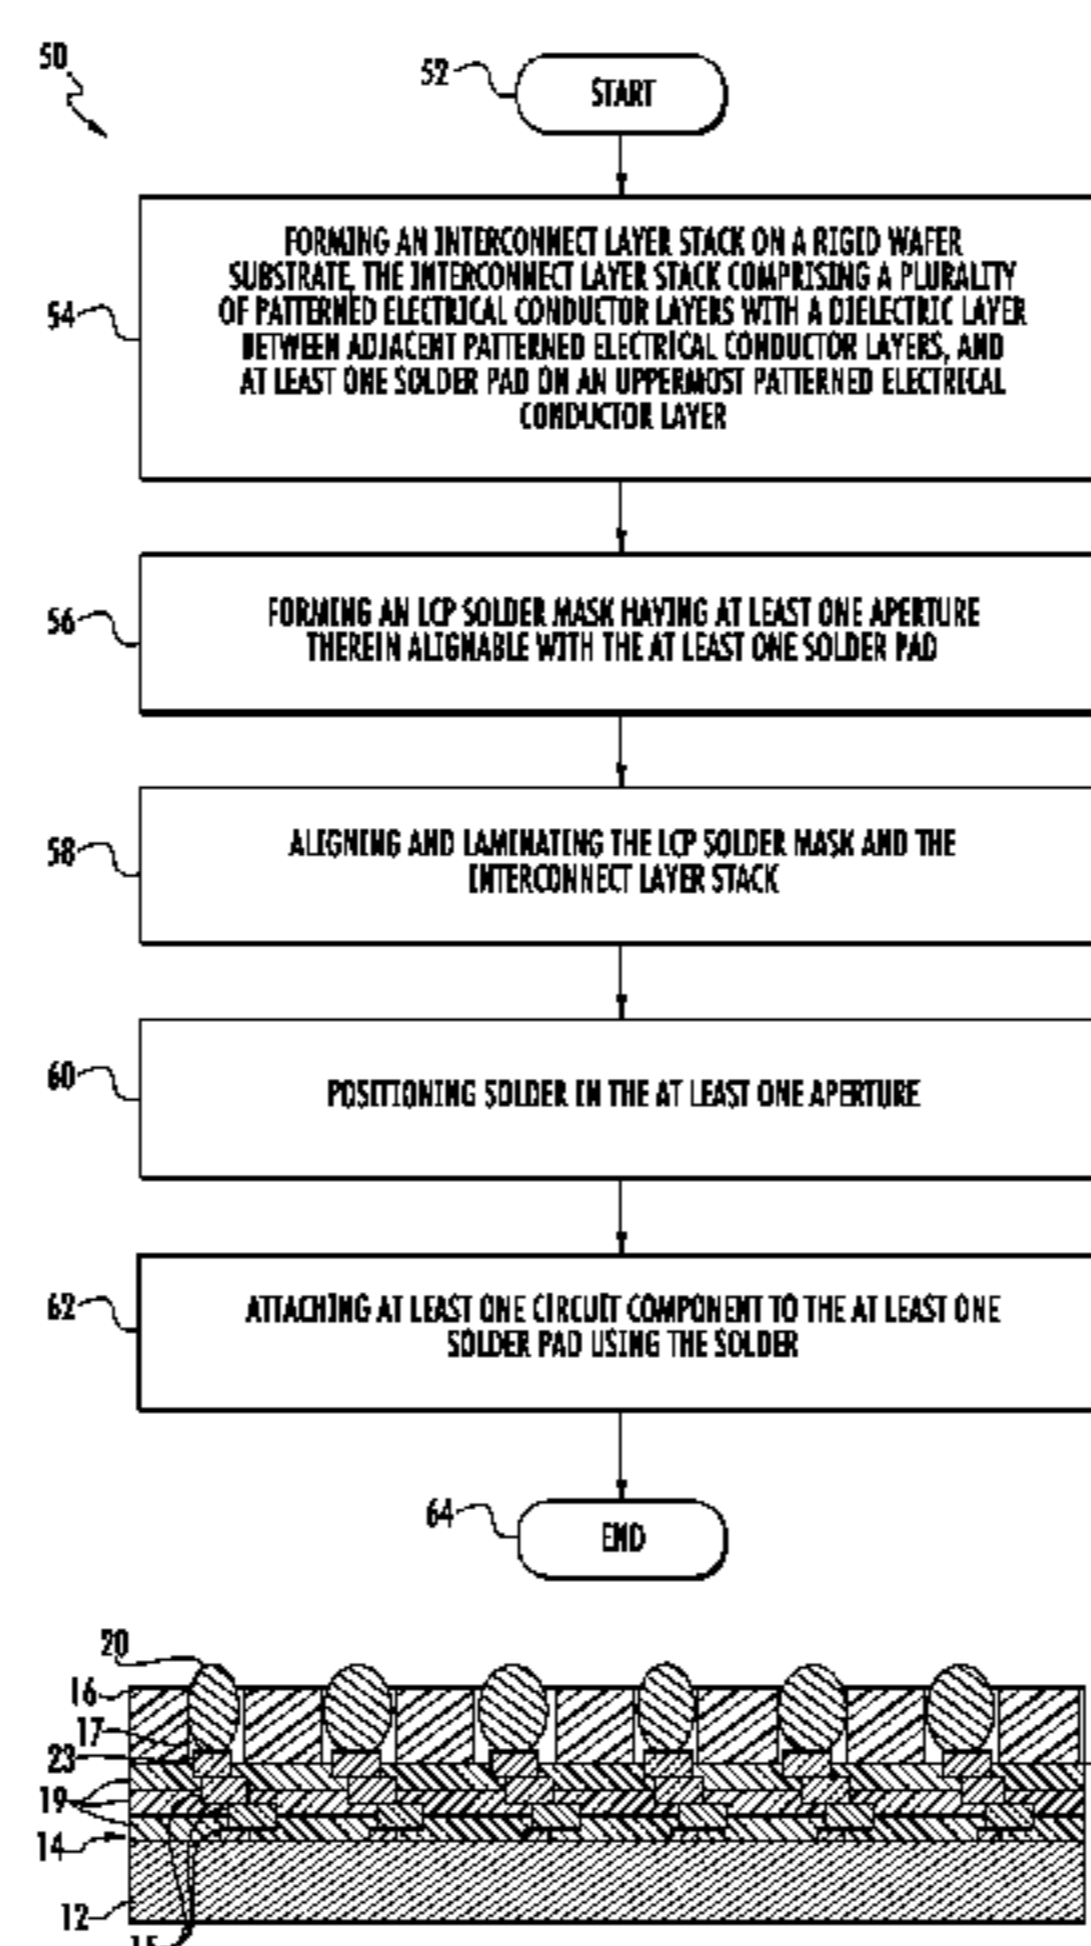 50
52
START
54
FORMING AN INTERCONNECT LAYER STACK ON A RIGID WAFER
SUBSTRATE, THE INTERCONNECT LAYER STACK COMPRISING A PLURALITY
OF PATTERNED ELECTRICAL CONDUCTOR LAYERS WITH A DIELECTRIC LAYER
BETWEEN ADJACENT PATTERNED ELECTRICAL CONDUCTOR LAYERS, AND
AT LEAST ONE SOLDER PAD ON AN UPPERMOST PATTERNED ELECTRICAL
CONDUCTOR LAYER
56
FORMING AN LCP SOLDER MASK HAVING AT LEAST ONE APERTURE
THEREIN ALIGNABLE WITH THE AT LEAST ONE SOLDER PAD
58
ALIGNING AND LAMINATING THE LCP SOLDER MASK AND THE
INTERCONNECT LAYER STACK
60
POSITIONING SOLDER IN THE AT LEAST ONE APERTURE
62
ATTACHING AT LEAST ONE CIRCUIT COMPONENT TO THE AT LEAST ONE
SOLDER PAD USING THE SOLDER
64
END
20
16
17
23
19
14
12
15